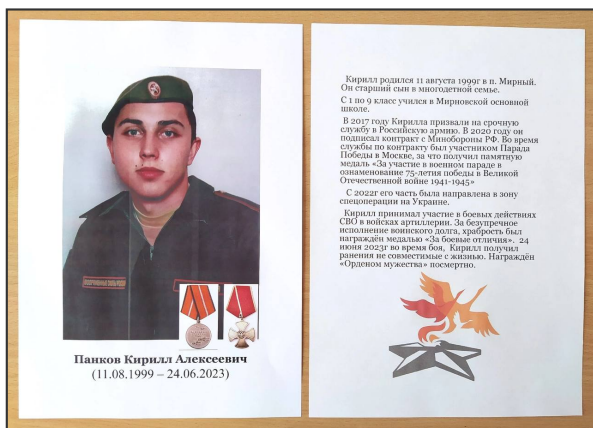 Панков Кирилл Алексеевич
(11.08.1999 – 24.06.2023)
Кирилл родился 11 августа 1999г в п. Мирный.
Он старший сын в многодетной семье.
С 1 по 9 класс учился в Мирновской основной
школе.
В 2017 году Кирилла призвали на срочную
службу в Российскую армию. В 2020 году он
подписал контракт с Минобороны РФ. Во время
службы по контракту был участником Парада
Победы в Москве, за что получил памятную
медаль «За участие в военном параде в
ознаменование 75-летия победы в Великой
Отечественной войне 1941-1945»
С 2022г его часть была направлена в зону
спецоперации на Украине.
Кирилл принимал участие в боевых действиях
СВО в войсках артиллерии. За безупречное
исполнение воинского долга, храбрость был
награждён медалью «За боевые отличия». 24
июня 2023г во время боя, Кирилл получил
ранения не совместимые с жизнью. Награждён
«Орденом мужества» посмертно.